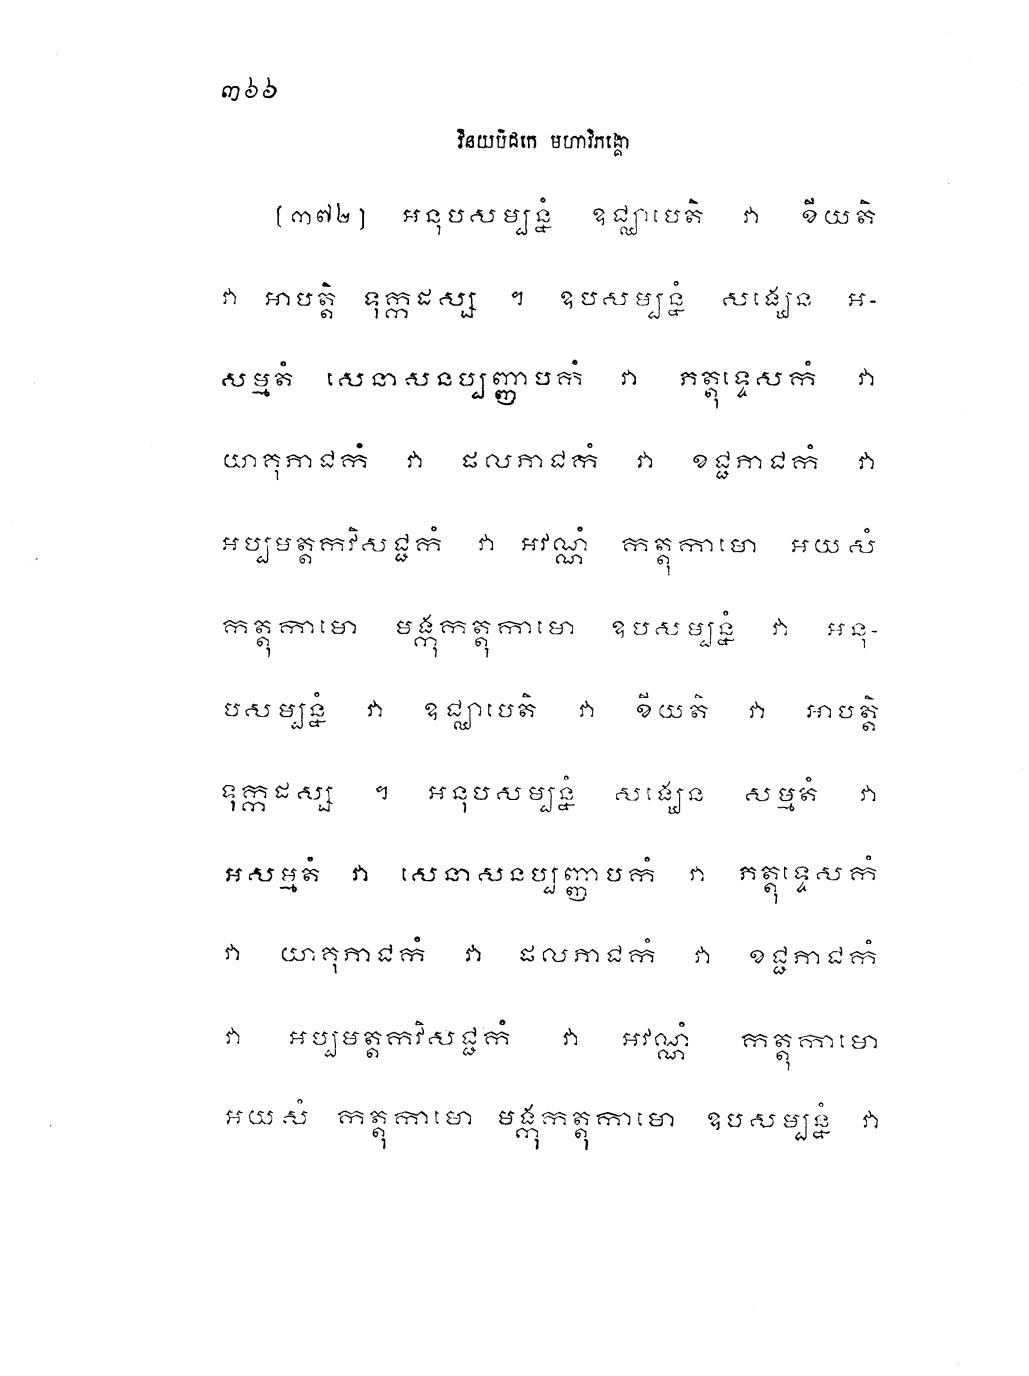 ៣៦៦
វិនយបិដកេ មហាវិភង្គោ
[៣៧២] អនុបសម្បន្នំ ឧជ្ឈាបេតិ វា ខីយតិ
វា អាបត្តិ ទុក្កដស្ស ។ ឧបសម្បន្នំ សង្ឃេន អ-
សម្មតំ សេនាសនប្បញ្ញាបកំ វា ភត្តុទ្ទេសកំ វា
យាគុភាជកំ វា ផលភាជកំ វា ខជ្ជភាជកំ វា
អប្បមត្តកវិសជ្ជកំ វា អវណ្ណំ កត្តុកាមោ អយសំ
កត្តុកាមោ មង្កុកត្តុកាមោ ឧបសម្បន្នំ វា អនុ-
បសម្បន្នំ វា ឧជ្ឈាបេតិ វា ខីយតិ វា អាបត្តិ
ទុក្កដស្ស ។ អនុបសម្បន្នំ សង្ឃេន សម្មតំ វា
អសម្មតំ វា សេនាសនប្បញ្ញាបកំ វា ភត្តុទ្ទេសកំ
វា យាគុភាជកំ វា ផលភាជកំ វា ខជ្ជភាជកំ
វា អប្បមត្តកវិសជ្ជកំ វា អវណ្ណំ កត្តុកាមោ
អយសំ កត្តុកាមោ មង្កុកត្តុកាមោ ឧបសម្បន្នំ វា